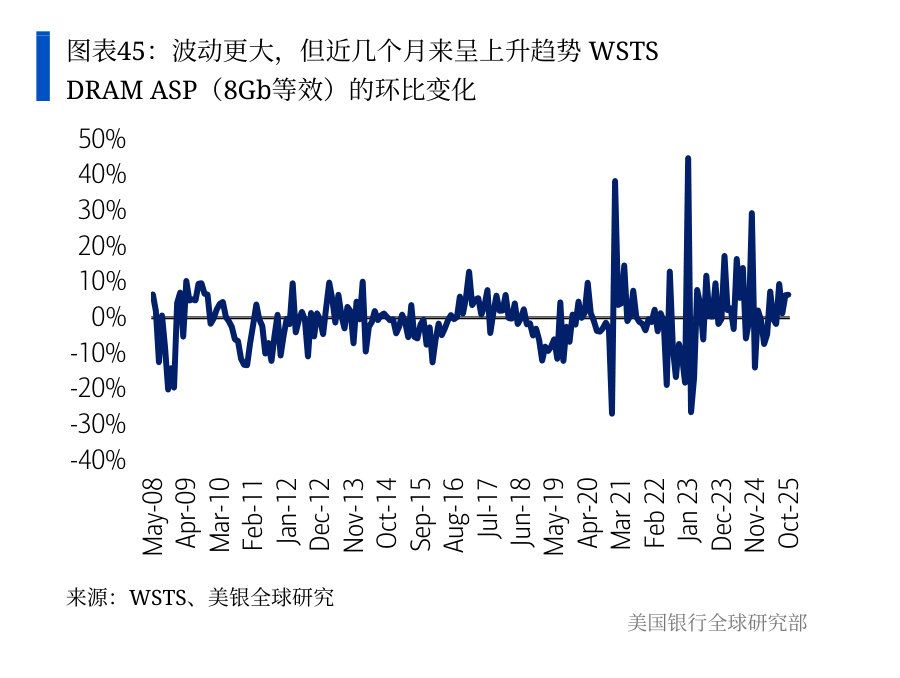 图表45：波动更大，但近几个月来呈上升趋势 WSTS
DRAM ASP（8Gb等效）的环比变化
50%
40%
30%
20%
10%
0%
-10%
-20%
-30%
-40%
May-08
Apr-09
Mar-10
Feb-11
Jan-12
Dec-12
Nov-13
Oct-14
Sep-15
Aug-16
Jul-17
Jun-18
May-19
Apr-20
Mar 21
Feb 22
Jan 23
Dec-23
Nov-24
Oct-25
来源：WSTS、美银全球研究
美国银行全球研究部